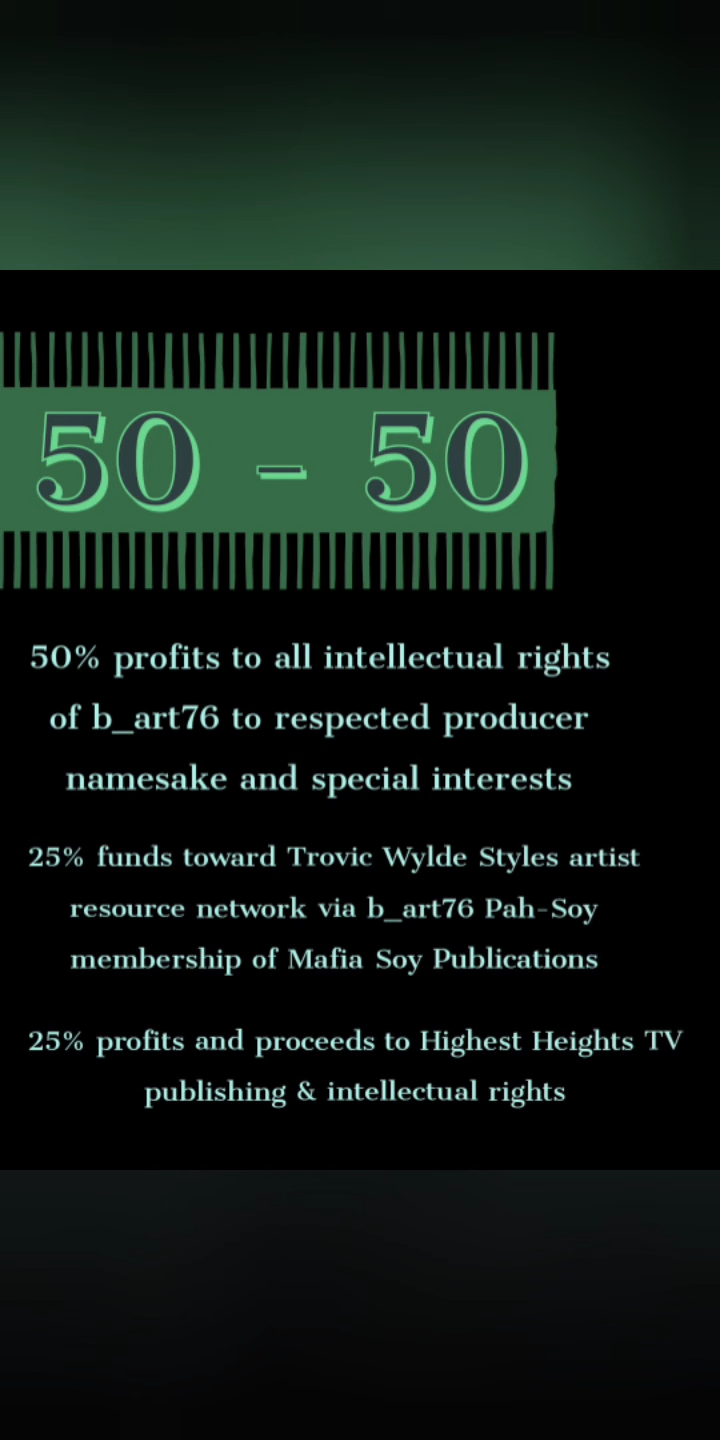 50 - 50
50% profits to all intellectual rights
of b_art76 to respected producer
namesake and special interests
25% funds toward Trovic Wylde Styles artist
resource network via b_art76 Pah-Soy
membership of Mafia Soy Publications
25% profits and proceeds to Highest Heights TV
publishing & intellectual rights